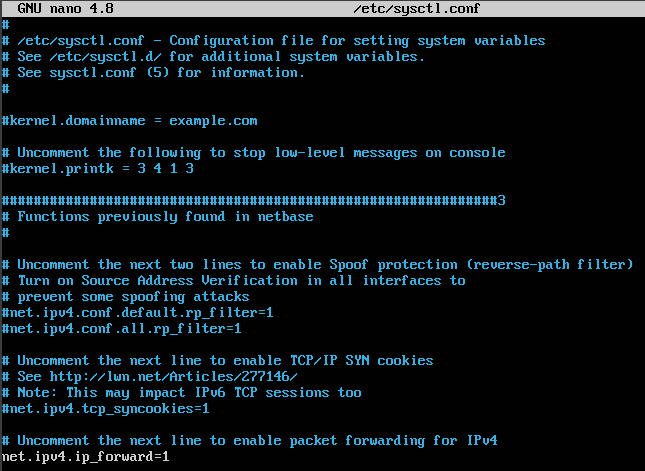 GNU nano 4.8 /etc/sysctl.conf
#
# /etc/sysctl.conf - Configuration file for setting system variables
# See /etc/sysctl.d/ for additional system variables.
# See sysctl.conf (5) for information.
#
#kernel.domainname = example.com
# Uncomment the following to stop low-level messages on console
#kernel.printk = 3 4 1 3
##############################################################3
# Functions previously found in netbase
#
# Uncomment the next two lines to enable Spoof protection (reverse-path filter)
# Turn on Source Address Verification in all interfaces to
# prevent some spoofing attacks
#net.ipv4.conf.default.rp_filter=1
#net.ipv4.conf.all.rp_filter=1
# Uncomment the next line to enable TCP/IP SYN cookies
# See http://lwn.net/Articles/277146/
# Note: This may impact IPv6 TCP sessions too
#net.ipv4.tcp_syncookies=1
# Uncomment the next line to enable packet forwarding for IPv4
net.ipv4.ip_forward=1